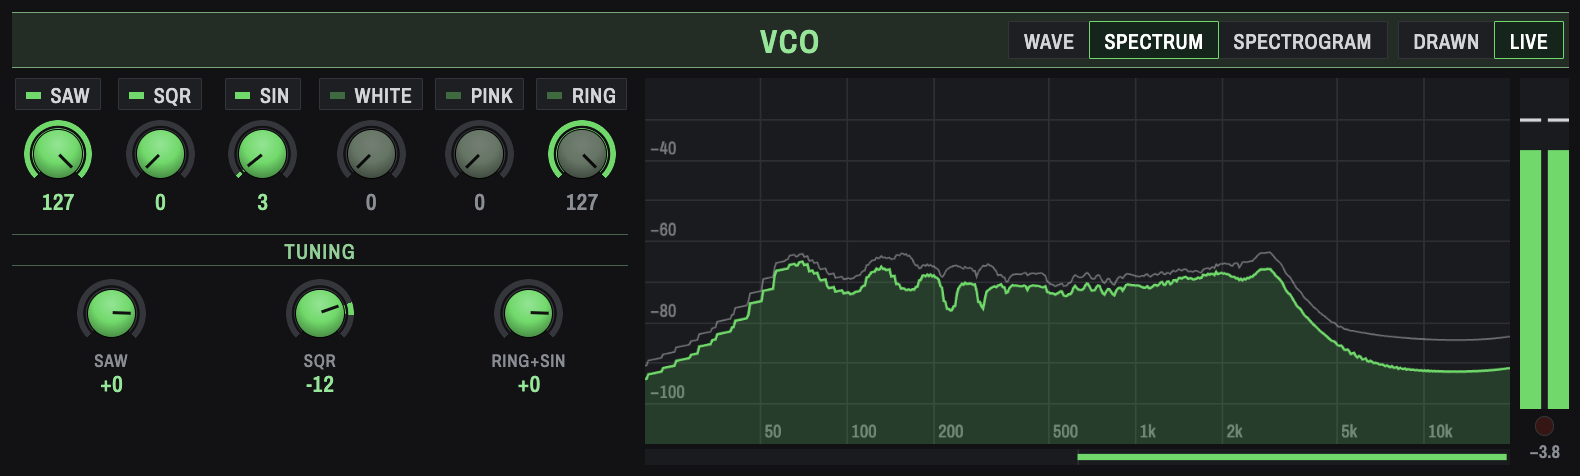 VCO
WAVE SPECTRUM SPECTROGRAM DRAWN LIVE
SAW SQR SIN WHITE PINK RING
127 0 3 0 0 127
TUNING
SAW SQR RING+SIN
+0 -12 +0
−40
−60
−80
−100
50 100 200 500 1k 2k 5k 10k
−3.8